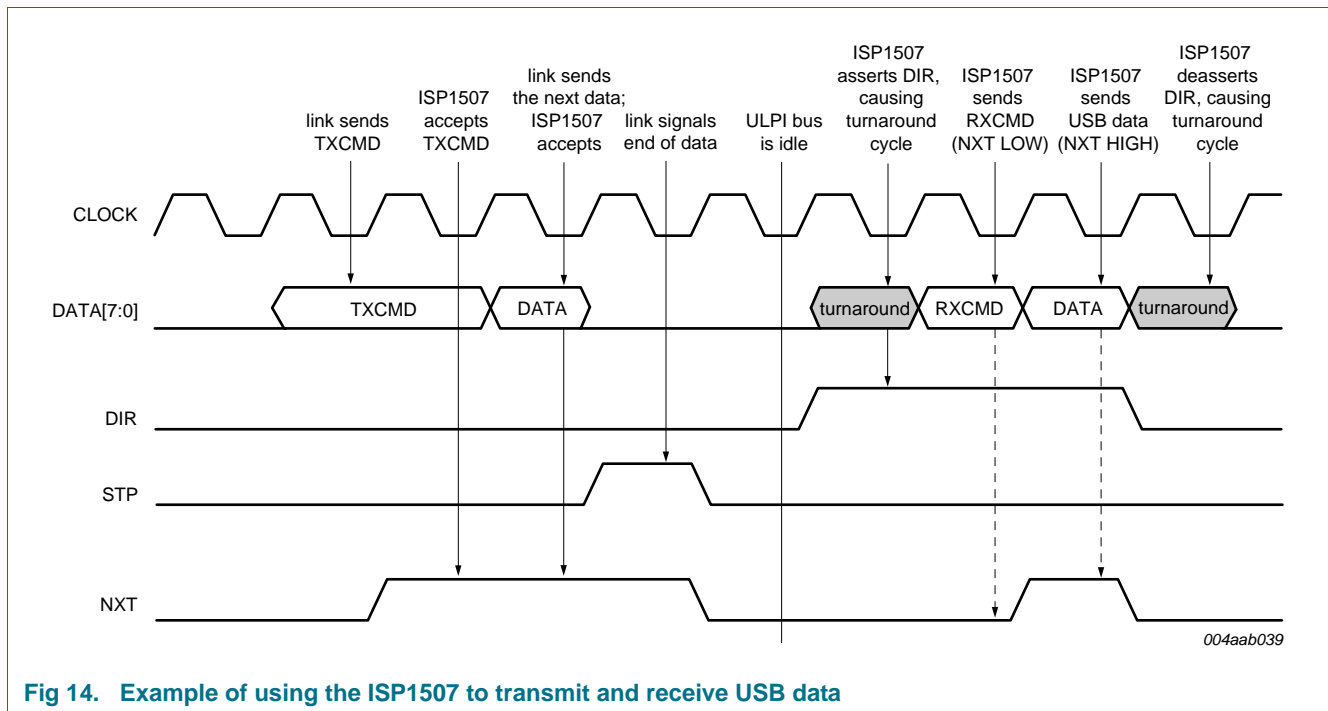 link sends
TXCMD
ISP1507
accepts
TXCMD
link sends
the next data;
ISP1507
accepts
link signals
end of data
ULPI bus
is idle
ISP1507
asserts DIR,
causing
turnaround
cycle
ISP1507
sends
RXCMD
(NXT LOW)
ISP1507
sends
USB data
(NXT HIGH)
ISP1507
deasserts
DIR, causing
turnaround
cycle
CLOCK
DATA[7:0]
TXCMD
DATA
turnaround
RXCMD
DATA
turnaround
DIR
STP
NXT
004aab039
Fig 14. Example of using the ISP1507 to transmit and receive USB data